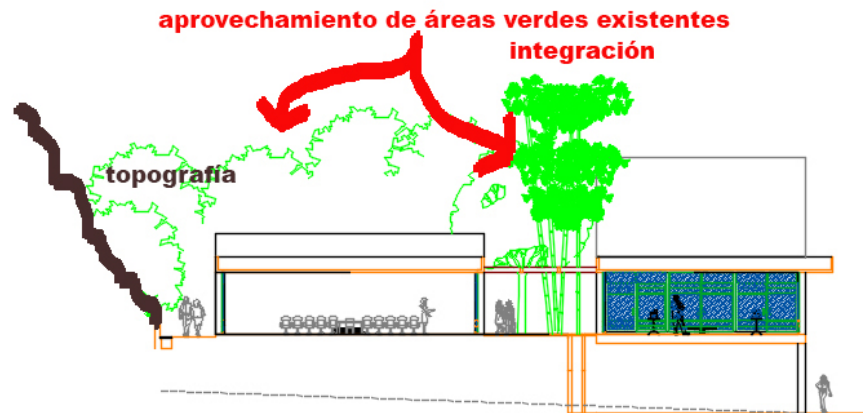 aprovechamiento de áreas verdes existentes
integración
topografía